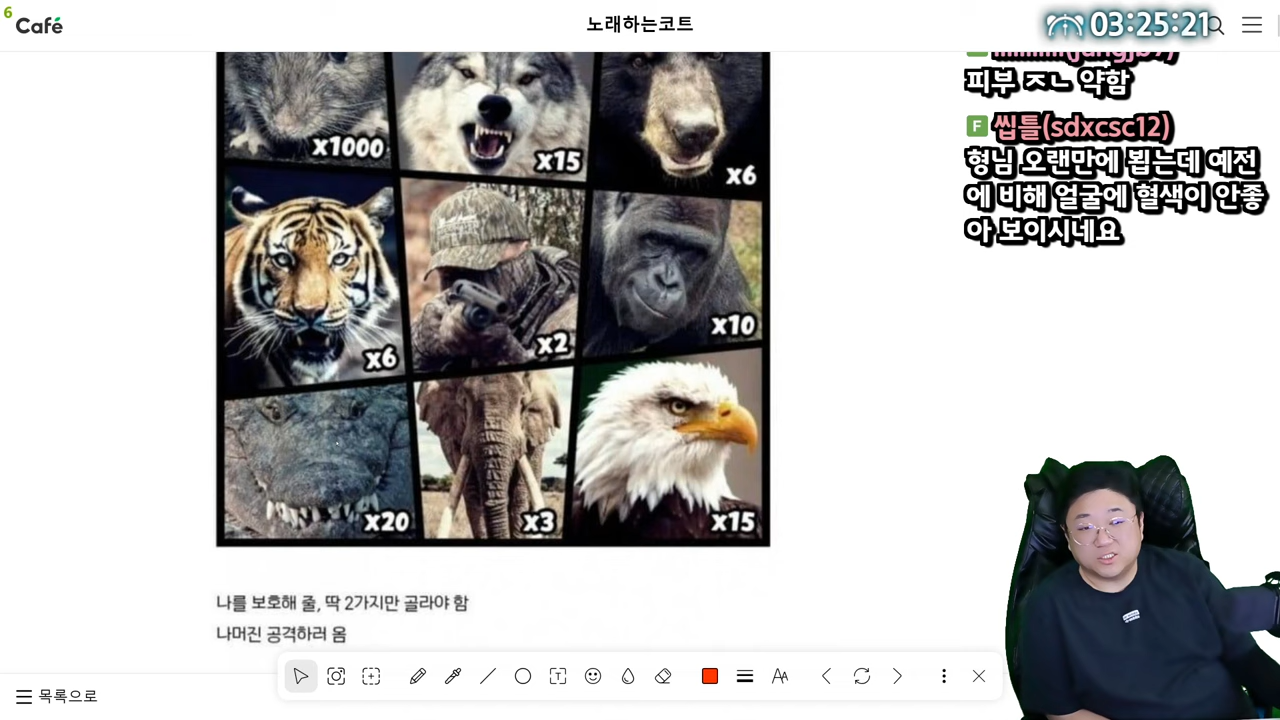 6
Café
노래하는코트
03:25:21
피부 ㅈㄴ 약함
F 씹틀(sdxcsc12)
형님 오랜만에 뵙는데 예전
에 비해 얼굴에 혈색이 안좋
아 보이시네요
x1000
x15
x6
x6
x2
x10
x20
x3
x15
나를 보호해 줄, 딱 2가지만 골라야 함
나머진 공격하러 옴
목록으로